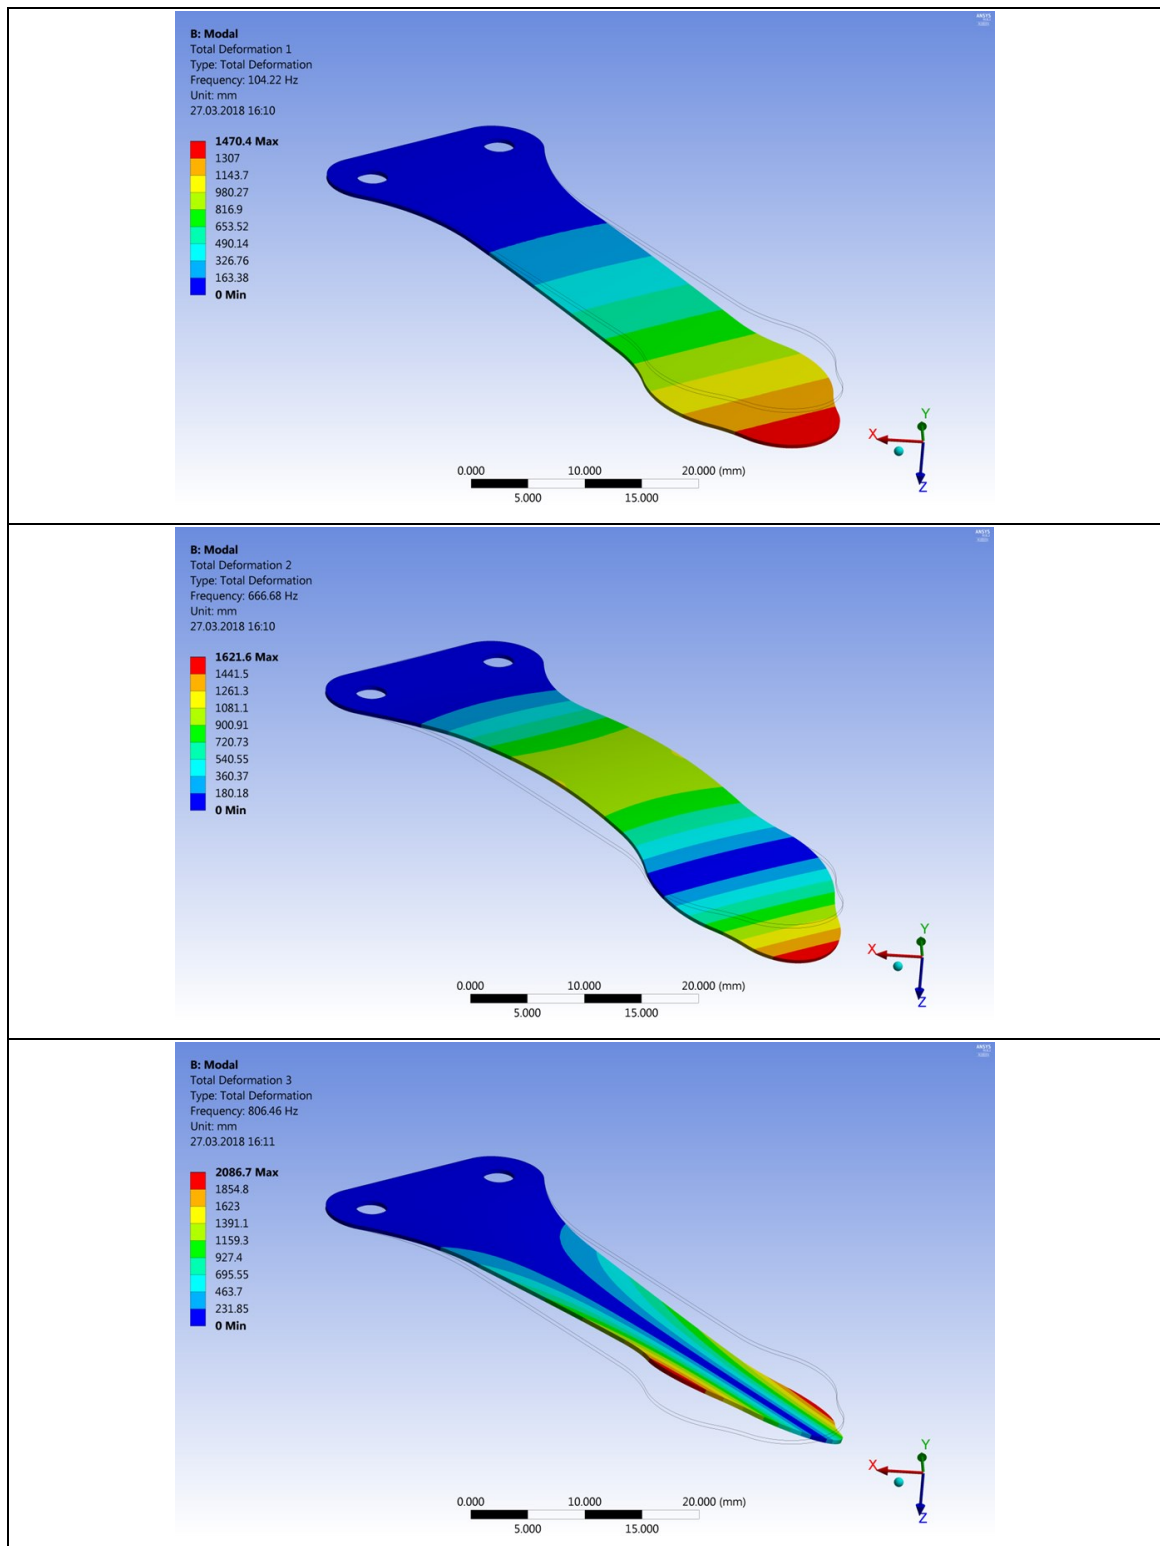 B: Modal
Total Deformation 1
Type: Total Deformation
Frequency: 104.22 Hz
Unit: mm
27.03.2018 16:10
1470.4 Max
1307
1143.7
980.27
816.9
653.52
490.14
326.76
163.38
0 Min
X
Y
Z
0.000 10.000 20.000 (mm)
5.000 15.000
B: Modal
Total Deformation 2
Type: Total Deformation
Frequency: 666.68 Hz
Unit: mm
27.03.2018 16:10
1621.6 Max
1441.5
1261.3
1081.1
900.91
720.73
540.55
360.37
180.18
0 Min
X
Y
Z
0.000 10.000 20.000 (mm)
5.000 15.000
B: Modal
Total Deformation 3
Type: Total Deformation
Frequency: 806.46 Hz
Unit: mm
27.03.2018 16:11
2086.7 Max
1854.8
1623
1391.1
1159.3
927.4
695.55
463.7
231.85
0 Min
X
Y
Z
0.000 10.000 20.000 (mm)
5.000 15.000